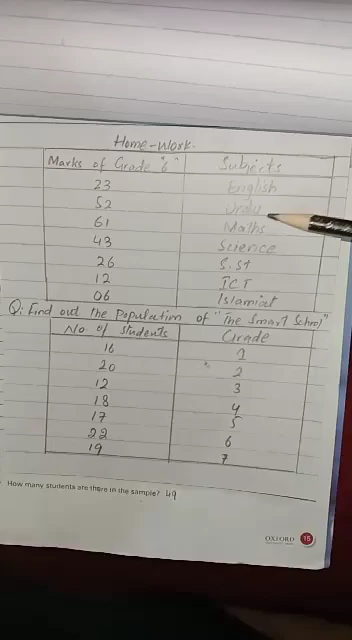 Home-Work.
Marks of Grade "6" Subjects
23 English
52 Urdu
61 Maths
43 Science
26 S.St
12 ICT
06 Islamiat
Q: Find out the Population of "The Smart School"
No of students Grade
16 1
20 2
12 3
18 4
17 5
22 6
19 7
How many students are there in the sample? 49
OXFORD 15